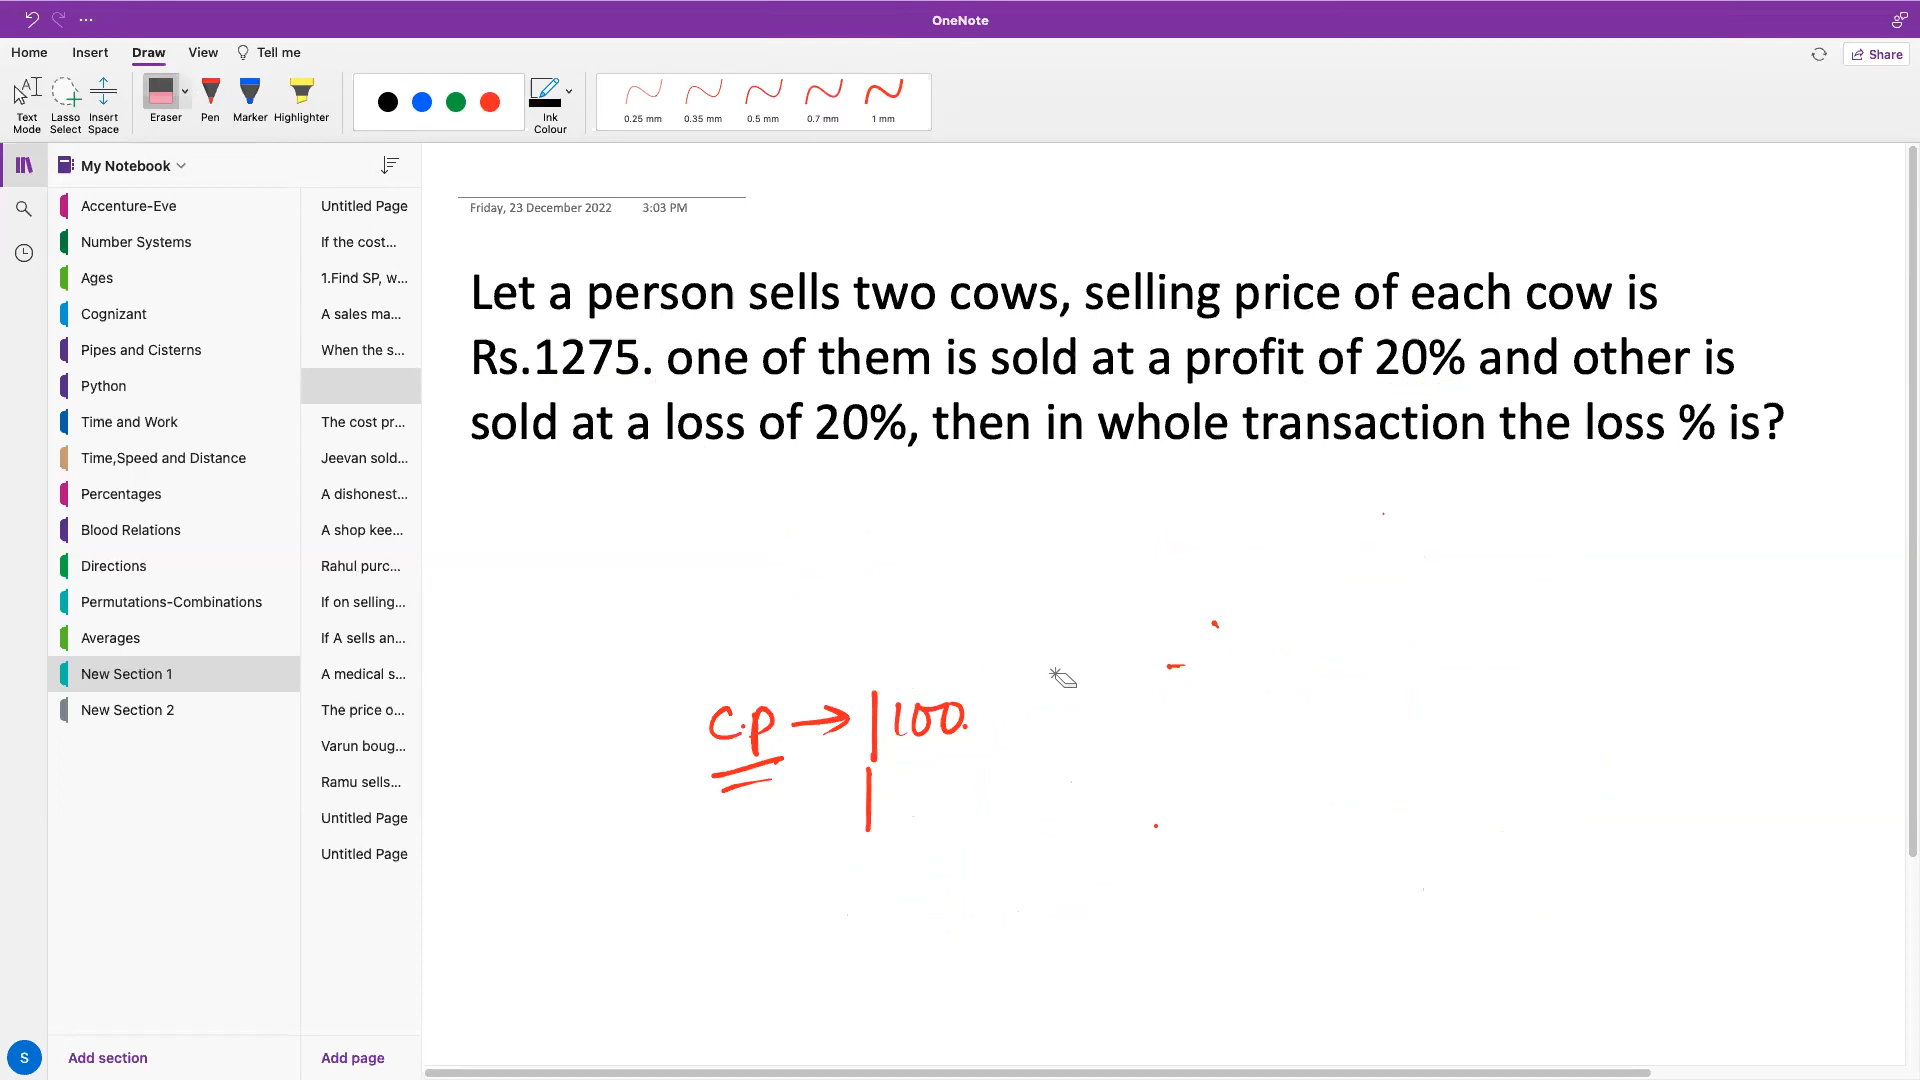 OneNote
Home Insert Draw View Tell me
Share
Text Mode
Lasso Select
Insert Space
Eraser
Pen
Marker
Highlighter
Ink Colour
0.25 mm
0.35 mm
0.5 mm
0.7 mm
1 mm
My Notebook
Accenture-Eve
Number Systems
Ages
Cognizant
Pipes and Cisterns
Python
Time and Work
Time,Speed and Distance
Percentages
Blood Relations
Directions
Permutations-Combinations
Averages
New Section 1
New Section 2
Add section
S
Untitled Page
If the cost...
1.Find SP, w...
A sales ma...
When the s...
The cost pr...
Jeevan sold...
A dishonest...
A shop kee...
Rahul purc...
If on selling...
If A sells an...
A medical s...
The price o...
Varun boug...
Ramu sells...
Untitled Page
Untitled Page
Add page
Friday, 23 December 2022 3:03 PM
Let a person sells two cows, selling price of each cow is
Rs.1275. one of them is sold at a profit of 20% and other is
sold at a loss of 20%, then in whole transaction the loss % is?
C.P → | 100.